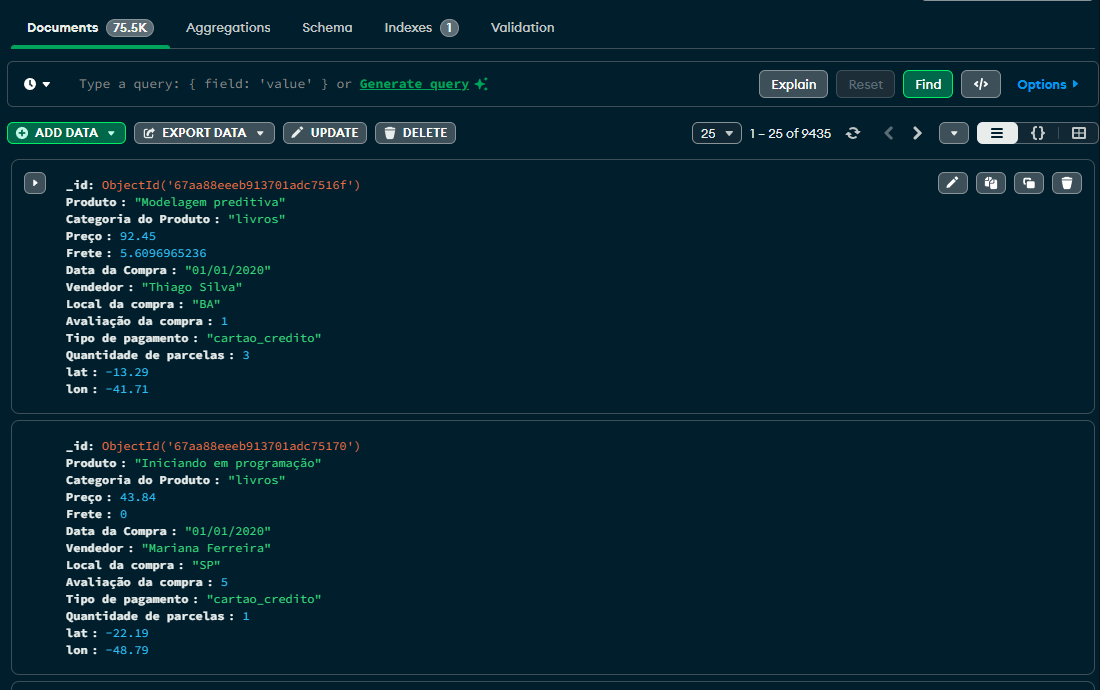 Documents 75.5K Aggregations Schema Indexes 1 Validation
Type a query: { field: 'value' } or Generate query
Explain Reset Find </> Options
ADD DATA EXPORT DATA UPDATE DELETE 25 1 – 25 of 9435 {}
_id: ObjectId('67aa88eeeb913701adc7516f')
Produto : "Modelagem preditiva"
Categoria do Produto : "livros"
Preço : 92.45
Frete : 5.6096965236
Data da Compra : "01/01/2020"
Vendedor : "Thiago Silva"
Local da compra : "BA"
Avaliação da compra : 1
Tipo de pagamento : "cartao_credito"
Quantidade de parcelas : 3
lat : -13.29
lon : -41.71
_id: ObjectId('67aa88eeeb913701adc75170')
Produto : "Iniciando em programação"
Categoria do Produto : "livros"
Preço : 43.84
Frete : 0
Data da Compra : "01/01/2020"
Vendedor : "Mariana Ferreira"
Local da compra : "SP"
Avaliação da compra : 5
Tipo de pagamento : "cartao_credito"
Quantidade de parcelas : 1
lat : -22.19
lon : -48.79